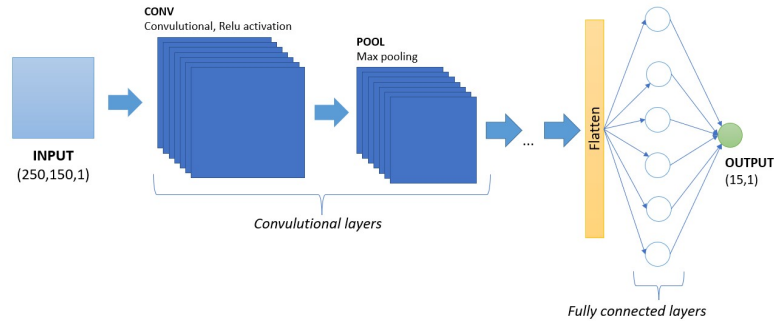 CONV
Convulutional, Relu activation
POOL
Max pooling
INPUT
(250,150,1)
...
Flatten
OUTPUT
(15,1)
Convulutional layers
Fully connected layers